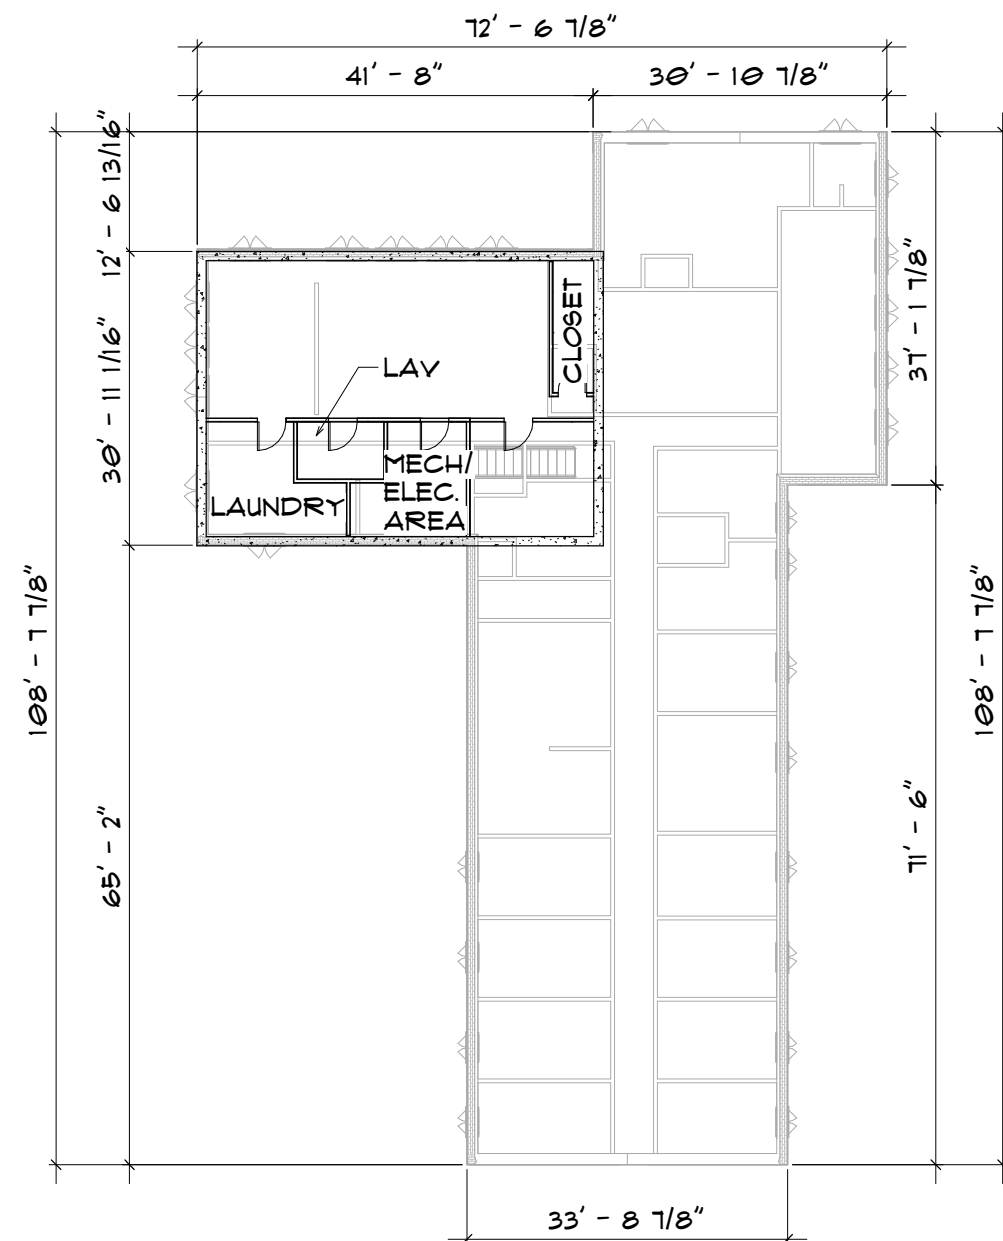 72' - 6 7/8"
41' - 8"
30' - 10 7/8"
12' - 6 13/16"
37' - 1 7/8"
CLOSET
30' - 11 1/16"
LAV
MECH/
ELEC.
AREA
LAUNDRY
108' - 7 7/8"
108' - 7 7/8"
65' - 2"
71' - 6"
33' - 8 7/8"